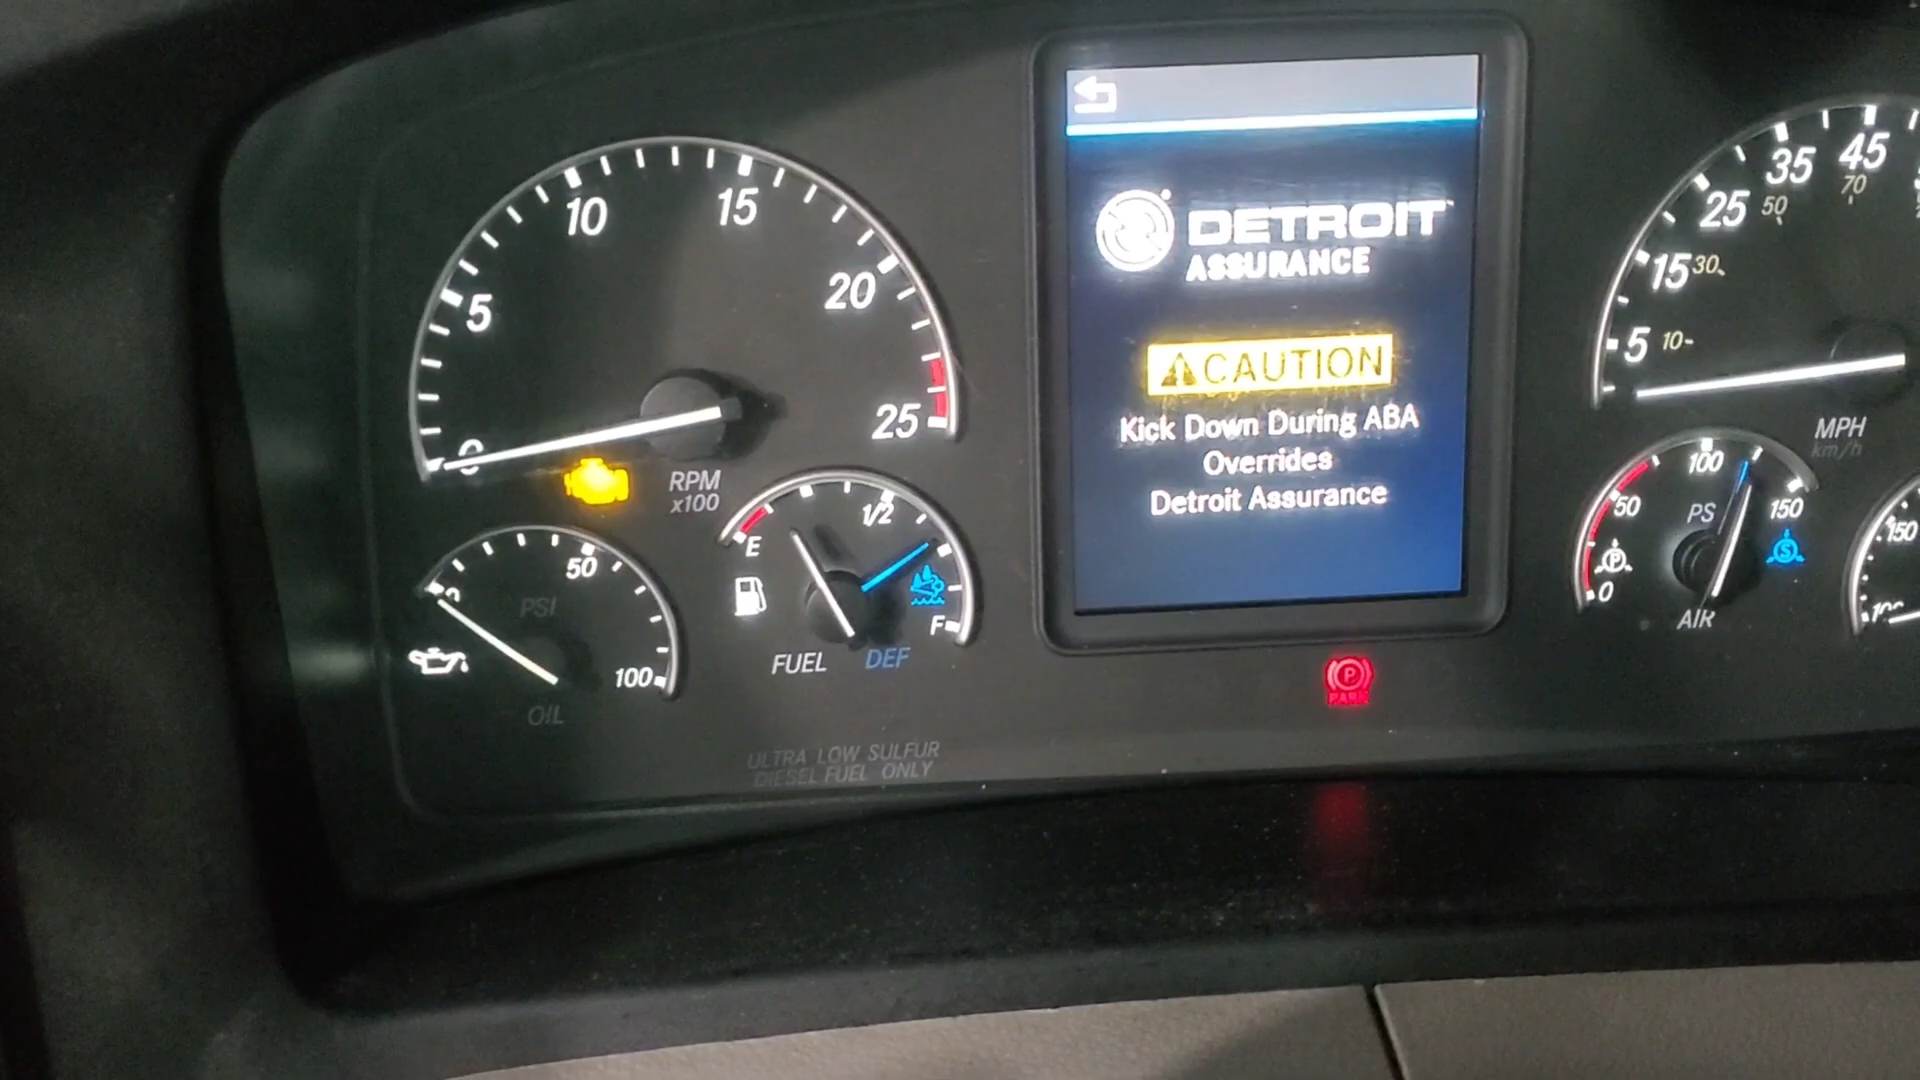 5
10
15
20
25
0
RPM
x100
50
PSI
100
OIL
E
1/2
F
FUEL
DEF
ULTRA LOW SULFUR
DIESEL FUEL ONLY
DETROIT
ASSURANCE
CAUTION
Kick Down During ABA
Overrides
Detroit Assurance
P
PARK
5 10
15 30
25 50
35
45
70
MPH
km/h
0
50
100
150
PS
P
S
AIR
150